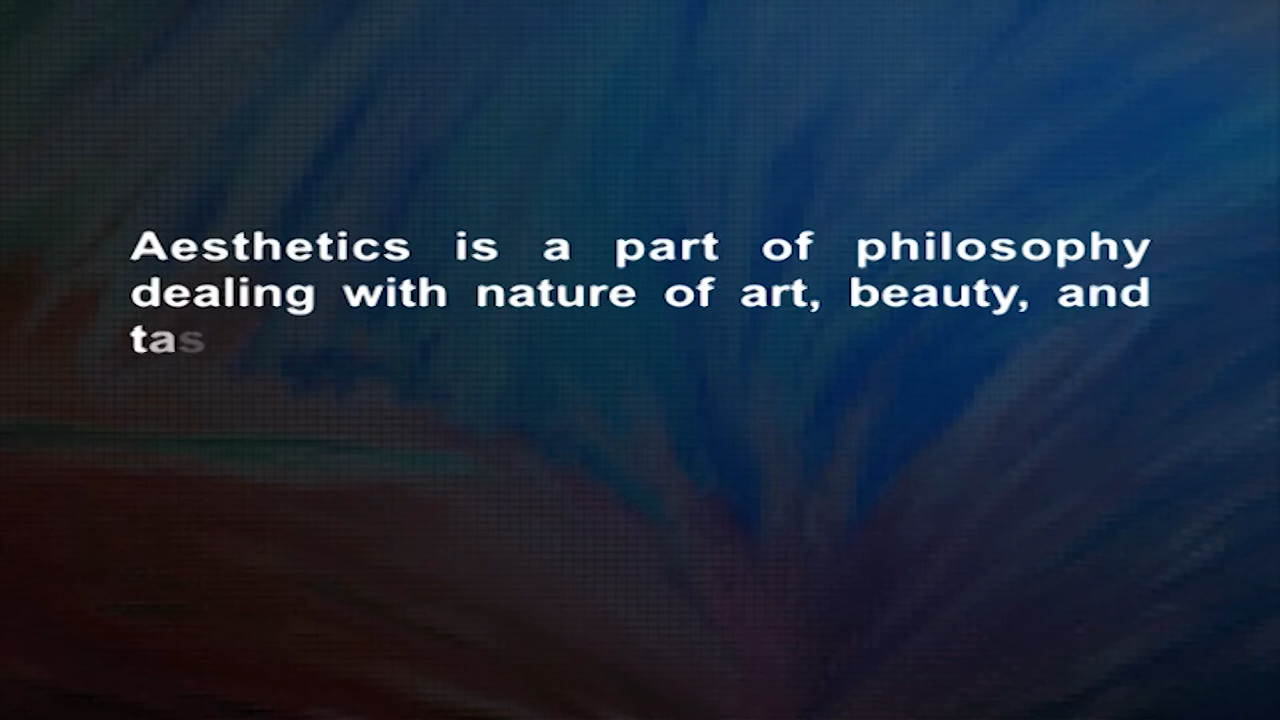 Aesthetics is a part of philosophy
dealing with nature of art, beauty, and
tas